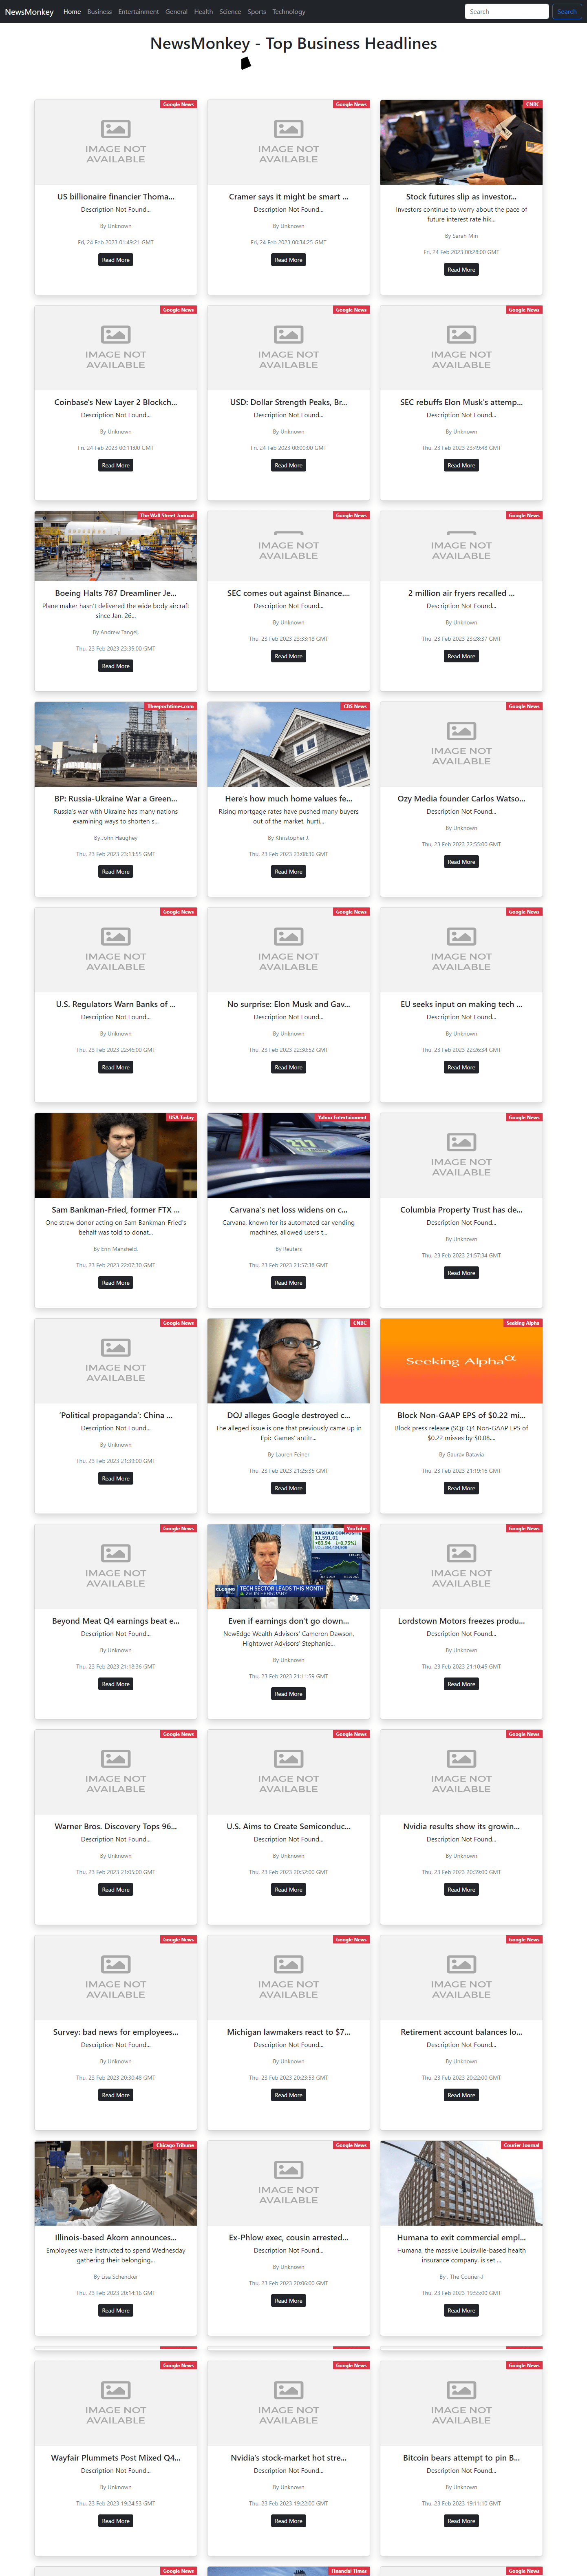 NewsMonkey Home Business Entertainment General Health Science Sports Technology Search Search
NewsMonkey - Top Business Headlines
Google News
IMAGE NOT
AVAILABLE
US billionaire financier Thoma...
Description Not Found...
By Unknown
Fri, 24 Feb 2023 01:49:21 GMT
Read More
Google News
IMAGE NOT
AVAILABLE
Cramer says it might be smart ...
Description Not Found...
By Unknown
Fri, 24 Feb 2023 00:34:25 GMT
Read More
CNBC
Stock futures slip as investor...
Investors continue to worry about the pace of
future interest rate hik...
By Sarah Min
Fri, 24 Feb 2023 00:28:00 GMT
Read More
Google News
IMAGE NOT
AVAILABLE
Coinbase's New Layer 2 Blockch...
Description Not Found...
By Unknown
Fri, 24 Feb 2023 00:11:00 GMT
Read More
Google News
IMAGE NOT
AVAILABLE
USD: Dollar Strength Peaks, Br...
Description Not Found...
By Unknown
Fri, 24 Feb 2023 00:00:00 GMT
Read More
Google News
IMAGE NOT
AVAILABLE
SEC rebuffs Elon Musk's attemp...
Description Not Found...
By Unknown
Thu, 23 Feb 2023 23:49:48 GMT
Read More
The Wall Street Journal
Boeing Halts 787 Dreamliner Je...
Plane maker hasn't delivered the wide body aircraft
since Jan. 26...
By Andrew Tangel
Thu, 23 Feb 2023 23:35:00 GMT
Read More
Google News
IMAGE NOT
AVAILABLE
SEC comes out against Binance....
Description Not Found...
By Unknown
Thu, 23 Feb 2023 23:33:18 GMT
Read More
Google News
IMAGE NOT
AVAILABLE
2 million air fryers recalled ...
Description Not Found...
By Unknown
Thu, 23 Feb 2023 23:28:37 GMT
Read More
Theepochtimes.com
BP: Russia-Ukraine War a Green...
Russia's war with Ukraine has many nations
examining ways to shorten s...
By John Haughey
Thu, 23 Feb 2023 23:13:55 GMT
Read More
CBS News
Here's how much home values fe...
Rising mortgage rates have pushed many buyers
out of the market, hurti...
By Khristopher J.
Thu, 23 Feb 2023 23:08:36 GMT
Read More
Google News
IMAGE NOT
AVAILABLE
Ozy Media founder Carlos Watso...
Description Not Found...
By Unknown
Thu, 23 Feb 2023 22:55:00 GMT
Read More
Google News
IMAGE NOT
AVAILABLE
U.S. Regulators Warn Banks of ...
Description Not Found...
By Unknown
Thu, 23 Feb 2023 22:46:00 GMT
Read More
Google News
IMAGE NOT
AVAILABLE
No surprise: Elon Musk and Gav...
Description Not Found...
By Unknown
Thu, 23 Feb 2023 22:30:52 GMT
Read More
Google News
IMAGE NOT
AVAILABLE
EU seeks input on making tech ...
Description Not Found...
By Unknown
Thu, 23 Feb 2023 22:26:34 GMT
Read More
USA Today
Sam Bankman-Fried, former FTX ...
One straw donor acting on Sam Bankman-Fried's
behalf was told to donat...
By Erin Mansfield,
Thu, 23 Feb 2023 22:07:30 GMT
Read More
Yahoo Entertainment
Carvana's net loss widens on c...
Carvana, known for its automated car vending
machines, allowed users t...
By Reuters
Thu, 23 Feb 2023 21:57:38 GMT
Read More
Google News
IMAGE NOT
AVAILABLE
Columbia Property Trust has de...
Description Not Found...
By Unknown
Thu, 23 Feb 2023 21:57:34 GMT
Read More
Google News
IMAGE NOT
AVAILABLE
'Political propaganda': China ...
Description Not Found...
By Unknown
Thu, 23 Feb 2023 21:39:00 GMT
Read More
CNBC
DOJ alleges Google destroyed c...
The alleged issue is one that previously came up in
Epic Games' antitr...
By Lauren Feiner
Thu, 23 Feb 2023 21:25:35 GMT
Read More
Seeking Alpha
Seeking Alphaα
Block Non-GAAP EPS of $0.22 mi...
Block press release (SQ): Q4 Non-GAAP EPS of
$0.22 misses by $0.08....
By Gaurav Batavia
Thu, 23 Feb 2023 21:19:16 GMT
Read More
Google News
IMAGE NOT
AVAILABLE
Beyond Meat Q4 earnings beat e...
Description Not Found...
By Unknown
Thu, 23 Feb 2023 21:18:36 GMT
Read More
YouTube
NASDAQ COMPOSITE
11,591.01
+83.94 (+0.73%)
TECH SECTOR LEADS THIS MONTH
2% IN FEBRUARY
Even if earnings don't go down...
NewEdge Wealth Advisors' Cameron Dawson,
Hightower Advisors' Stephanie...
By Unknown
Thu, 23 Feb 2023 21:11:59 GMT
Read More
Google News
IMAGE NOT
AVAILABLE
Lordstown Motors freezes produ...
Description Not Found...
By Unknown
Thu, 23 Feb 2023 21:10:45 GMT
Read More
Google News
IMAGE NOT
AVAILABLE
Warner Bros. Discovery Tops 96...
Description Not Found...
By Unknown
Thu, 23 Feb 2023 21:05:00 GMT
Read More
Google News
IMAGE NOT
AVAILABLE
U.S. Aims to Create Semiconduc...
Description Not Found...
By Unknown
Thu, 23 Feb 2023 20:52:00 GMT
Read More
Google News
IMAGE NOT
AVAILABLE
Nvidia results show its growin...
Description Not Found...
By Unknown
Thu, 23 Feb 2023 20:39:00 GMT
Read More
Google News
IMAGE NOT
AVAILABLE
Survey: bad news for employees...
Description Not Found...
By Unknown
Thu, 23 Feb 2023 20:30:48 GMT
Read More
Google News
IMAGE NOT
AVAILABLE
Michigan lawmakers react to $7...
Description Not Found...
By Unknown
Thu, 23 Feb 2023 20:23:53 GMT
Read More
Google News
IMAGE NOT
AVAILABLE
Retirement account balances lo...
Description Not Found...
By Unknown
Thu, 23 Feb 2023 20:22:00 GMT
Read More
Chicago Tribune
Illinois-based Akorn announces...
Employees were instructed to spend Wednesday
gathering their belonging...
By Lisa Schencker
Thu, 23 Feb 2023 20:14:16 GMT
Read More
Google News
IMAGE NOT
AVAILABLE
Ex-Phlow exec, cousin arrested...
Description Not Found...
By Unknown
Thu, 23 Feb 2023 20:06:00 GMT
Read More
Courier Journal
Humana to exit commercial empl...
Humana, the massive Louisville-based health
insurance company, is set ...
By , The Courier-J
Thu, 23 Feb 2023 19:55:00 GMT
Read More
Google News
IMAGE NOT
AVAILABLE
Wayfair Plummets Post Mixed Q4...
Description Not Found...
By Unknown
Thu, 23 Feb 2023 19:24:53 GMT
Read More
Google News
IMAGE NOT
AVAILABLE
Nvidia's stock-market hot stre...
Description Not Found...
By Unknown
Thu, 23 Feb 2023 19:22:00 GMT
Read More
Google News
IMAGE NOT
AVAILABLE
Bitcoin bears attempt to pin B...
Description Not Found...
By Unknown
Thu, 23 Feb 2023 19:11:10 GMT
Read More
Google News
Financial Times
Google News